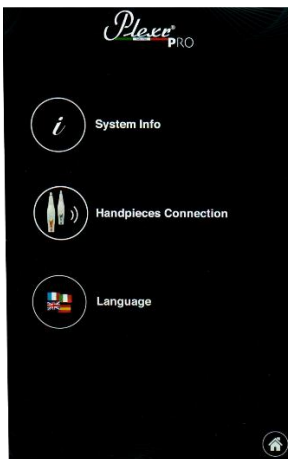 Plexr®
PRO
i
System Info
Handpieces Connection
Language